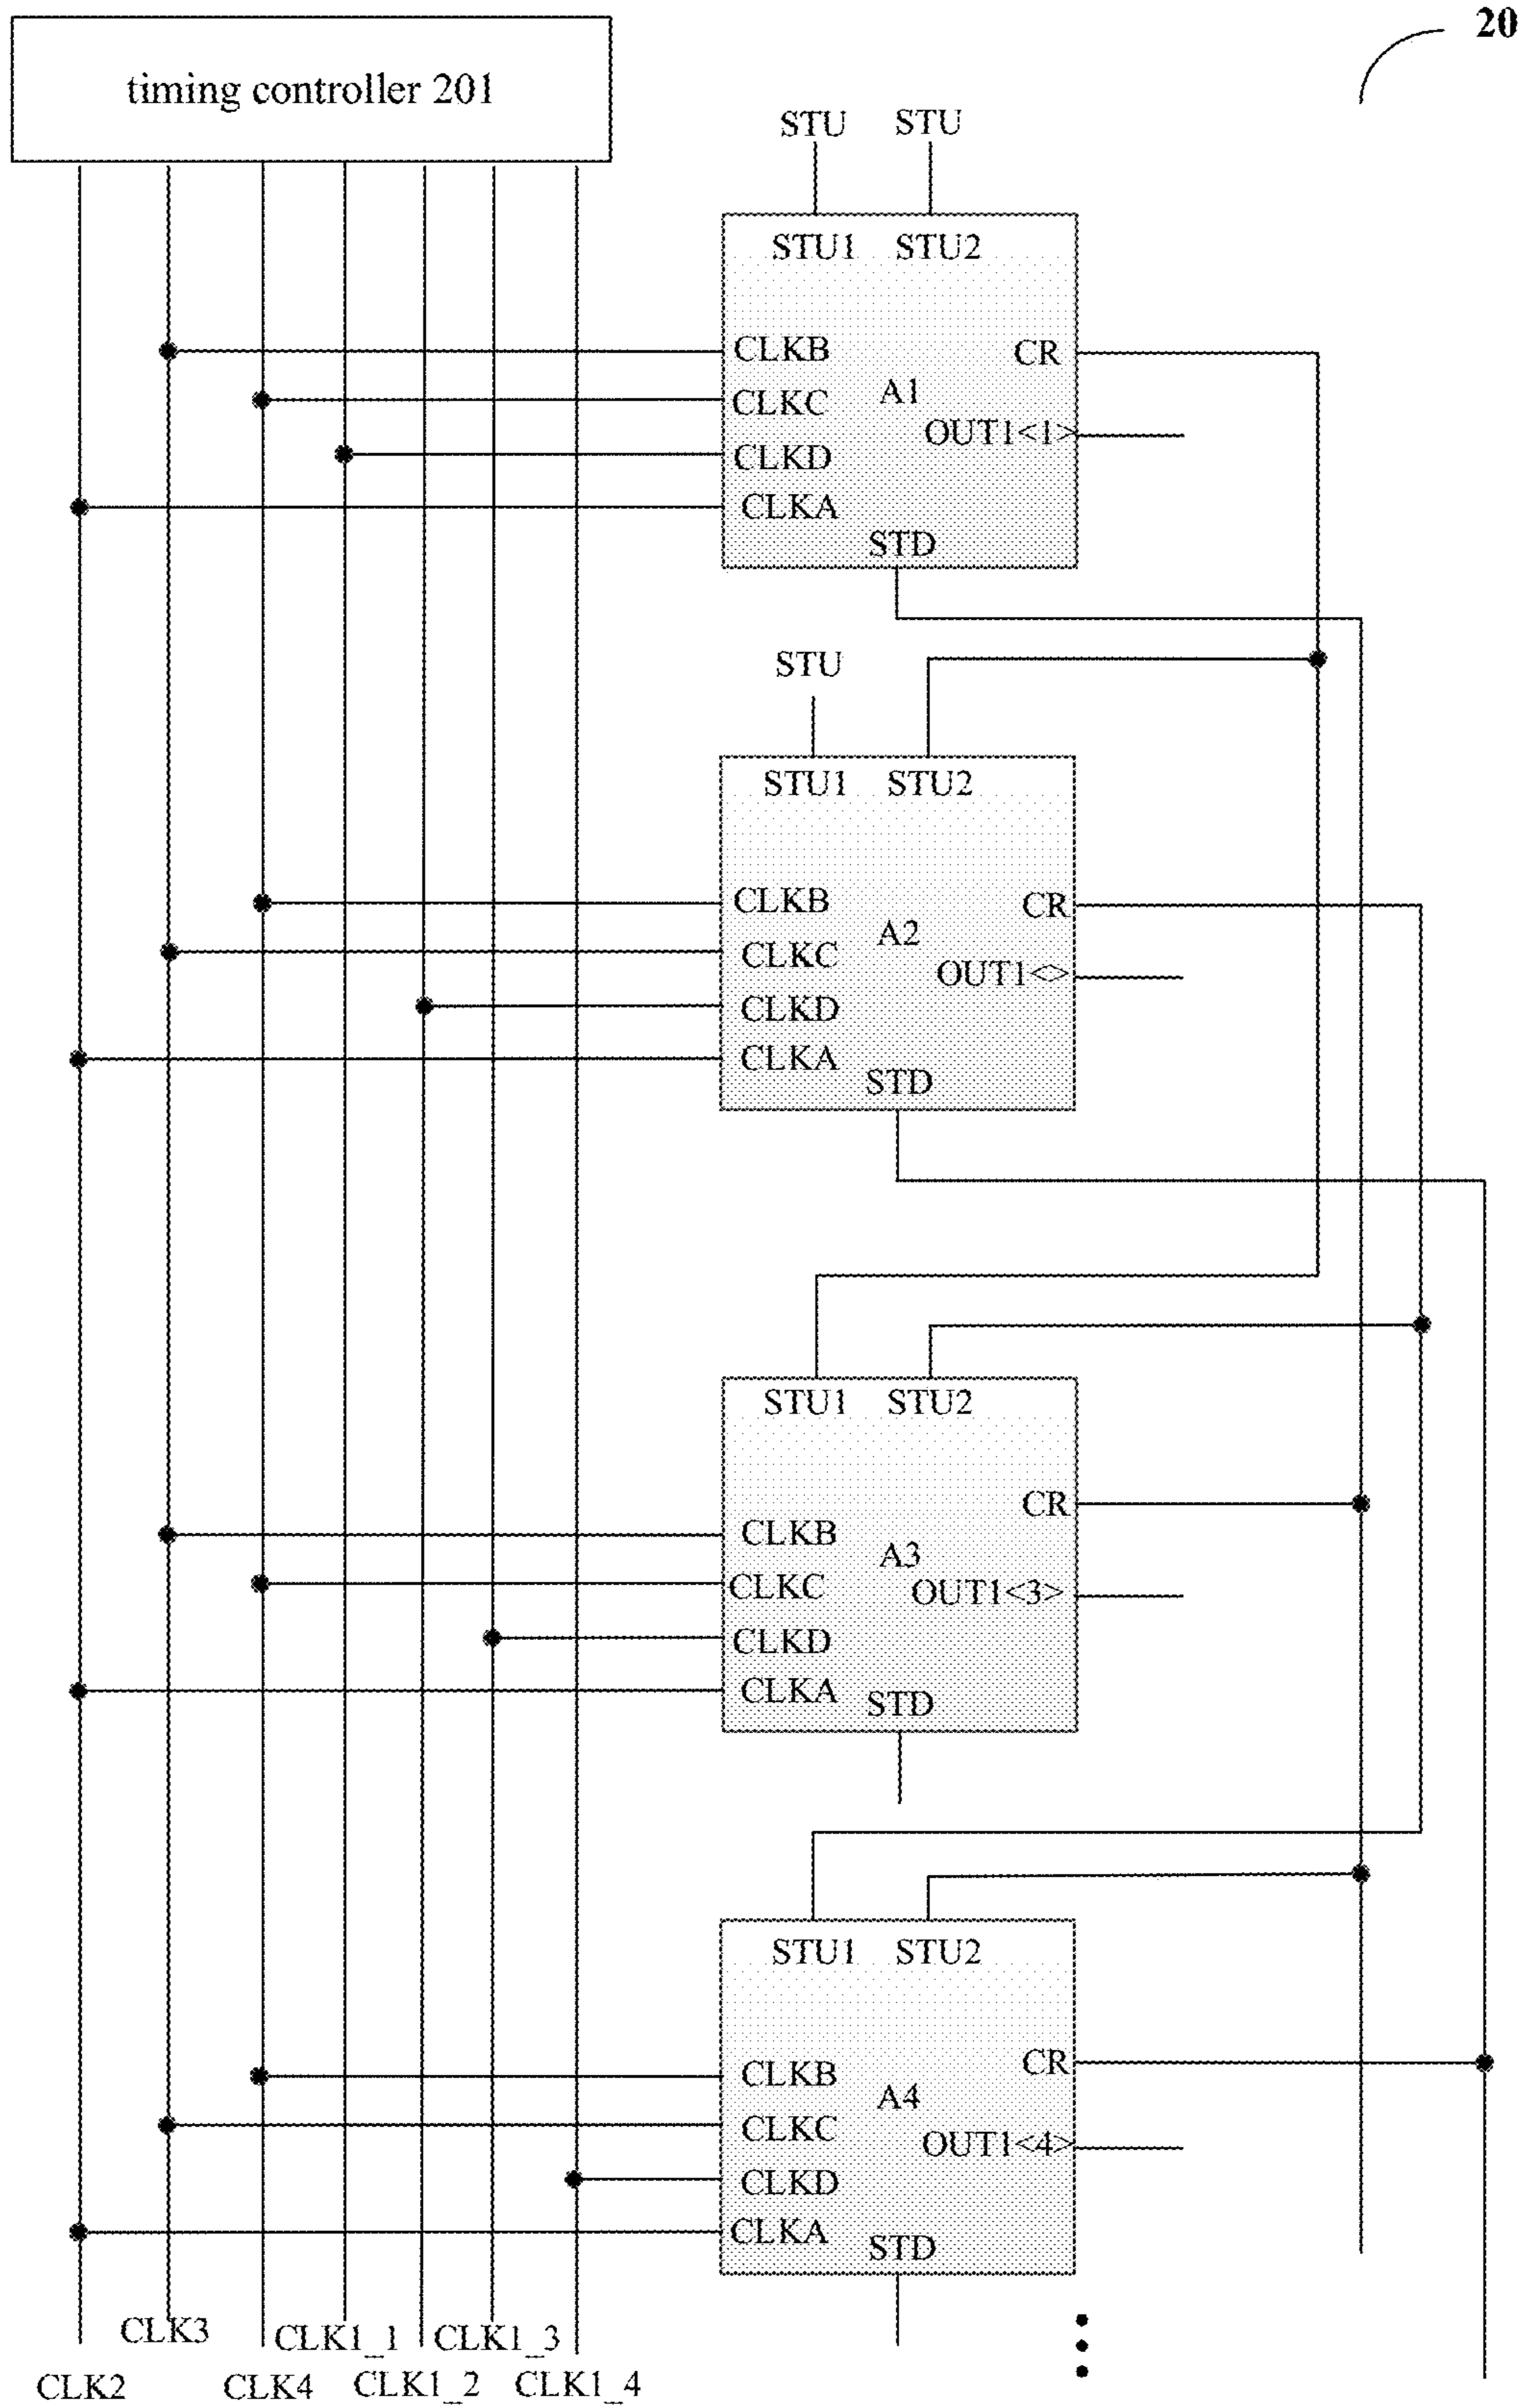 20
timing controller 201
STU STU
STU1 STU2
CLKB CR
CLKC A1
OUT1<1>
CLKD
CLKA
STD
STU
STU1 STU2
CLKB CR
A2
CLKC
OUT1<>
CLKD
CLKA
STD
STU1 STU2
CR
CLKB
A3
CLKC OUT1<3>
CLKD
CLKA STD
STU1 STU2
CR
CLKB
A4
CLKC
OUT1<4>
CLKD
CLKA
STD
CLK3 CLK1_1 CLK1_3
CLK2 CLK4 CLK1_2 CLK1_4